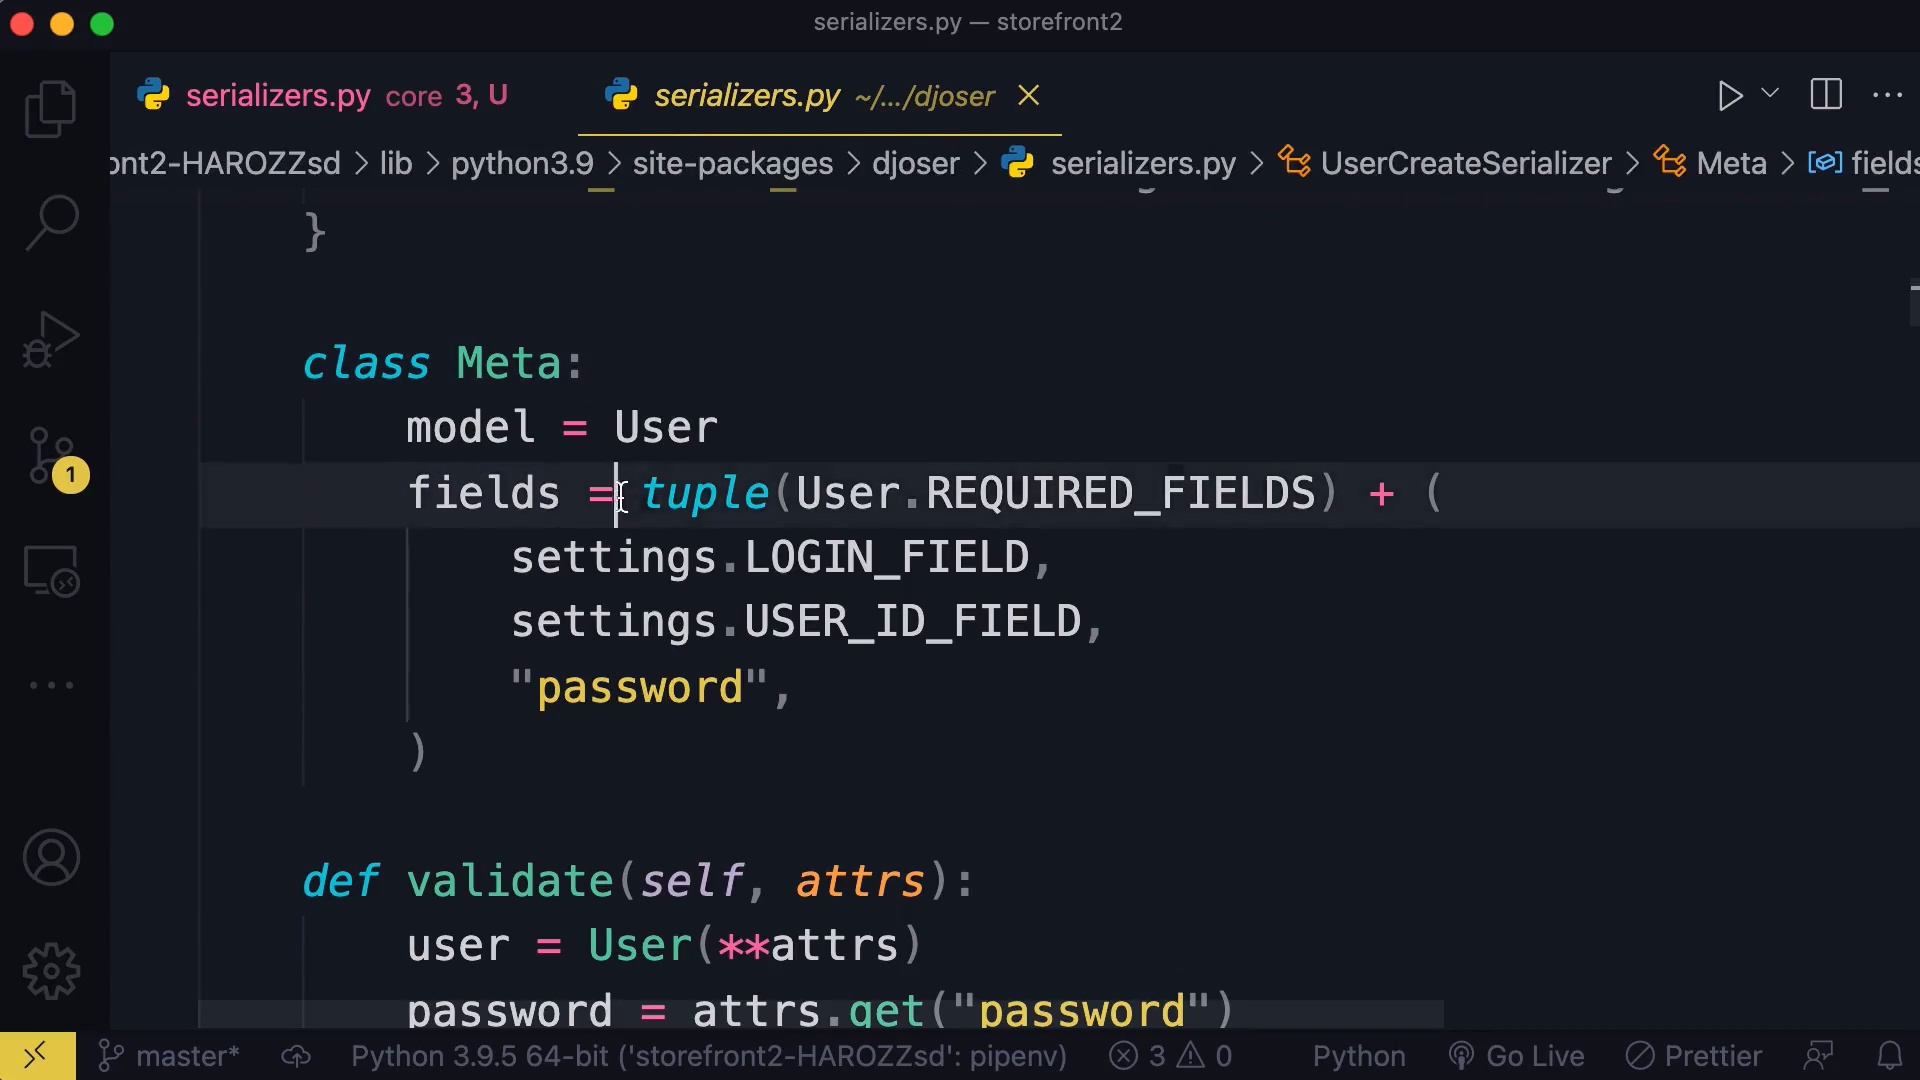 serializers.py — storefront2
serializers.py core 3, U
serializers.py ~/.../djoser
ont2-HAROZZsd > lib > python3.9 > site-packages > djoser > serializers.py > UserCreateSerializer > Meta > fields
}
class Meta:
model = User
fields = tuple(User.REQUIRED_FIELDS) + (
settings.LOGIN_FIELD,
settings.USER_ID_FIELD,
"password",
)
def validate(self, attrs):
user = User(**attrs)
password = attrs.get("password")
1
master* Python 3.9.5 64-bit ('storefront2-HAROZZsd': pipenv) 3 0 Python Go Live Prettier